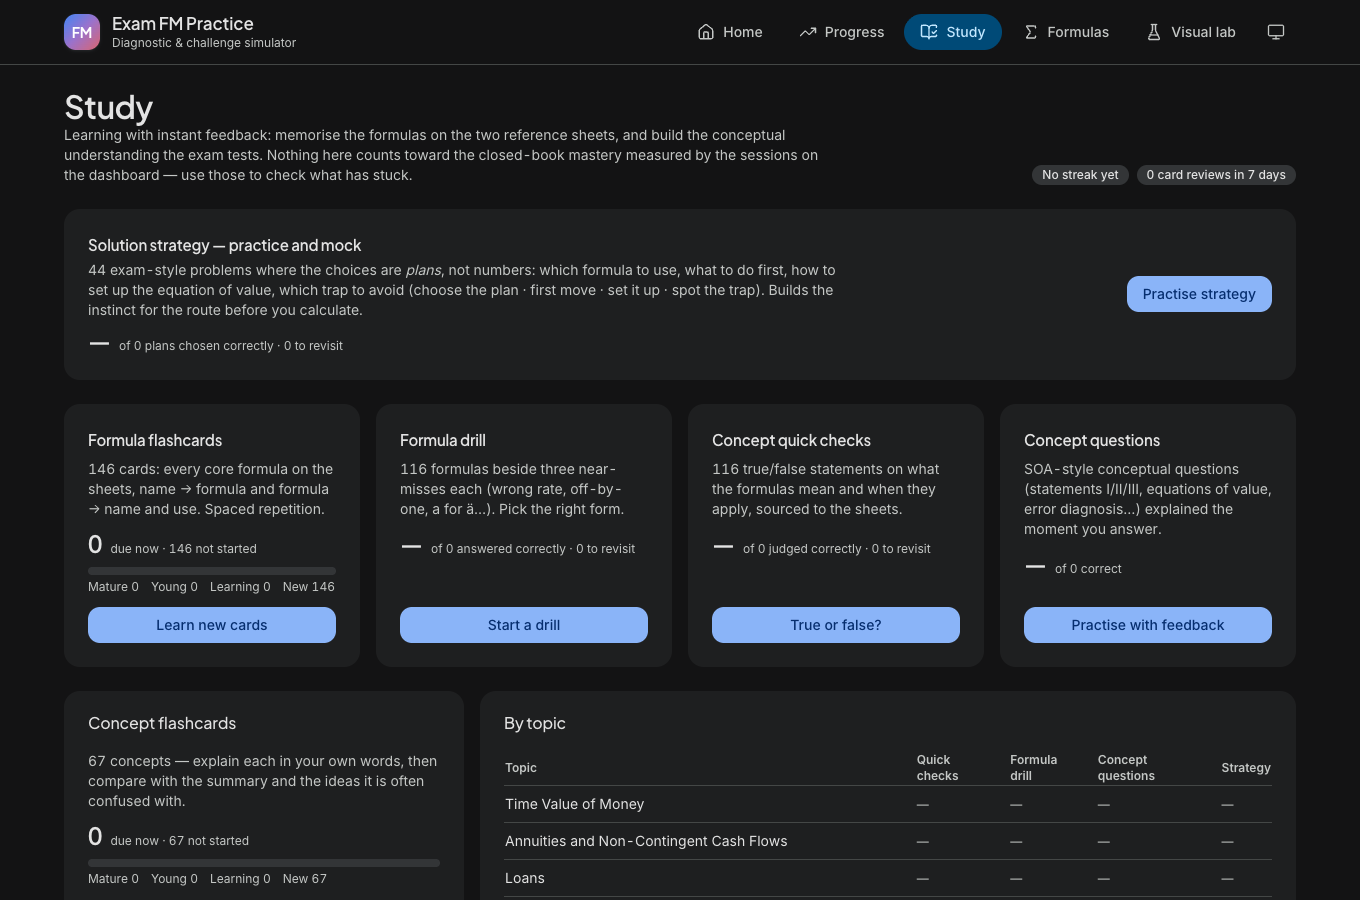 FM
Exam FM Practice
Diagnostic & challenge simulator
Home
Progress
Study
Formulas
Visual lab
Study
Learning with instant feedback: memorise the formulas on the two reference sheets, and build the conceptual
understanding the exam tests. Nothing here counts toward the closed-book mastery measured by the sessions on
the dashboard — use those to check what has stuck.
No streak yet
0 card reviews in 7 days
Solution strategy — practice and mock
44 exam-style problems where the choices are plans, not numbers: which formula to use, what to do first, how to
set up the equation of value, which trap to avoid (choose the plan · first move · set it up · spot the trap). Builds the
instinct for the route before you calculate.
— of 0 plans chosen correctly · 0 to revisit
Practise strategy
Formula flashcards
146 cards: every core formula on the
sheets, name → formula and formula
→ name and use. Spaced repetition.
0 due now · 146 not started
Mature 0 Young 0 Learning 0 New 146
Learn new cards
Formula drill
116 formulas beside three near-
misses each (wrong rate, off-by-
one, a for ä…). Pick the right form.
— of 0 answered correctly · 0 to revisit
Start a drill
Concept quick checks
116 true/false statements on what
the formulas mean and when they
apply, sourced to the sheets.
— of 0 judged correctly · 0 to revisit
True or false?
Concept questions
SOA-style conceptual questions
(statements I/II/III, equations of value,
error diagnosis…) explained the
moment you answer.
— of 0 correct
Practise with feedback
Concept flashcards
67 concepts — explain each in your own words, then
compare with the summary and the ideas it is often
confused with.
0 due now · 67 not started
Mature 0 Young 0 Learning 0 New 67
By topic
Topic Quick checks Formula drill Concept questions Strategy
Time Value of Money — — — —
Annuities and Non-Contingent Cash Flows — — — —
Loans — — — —